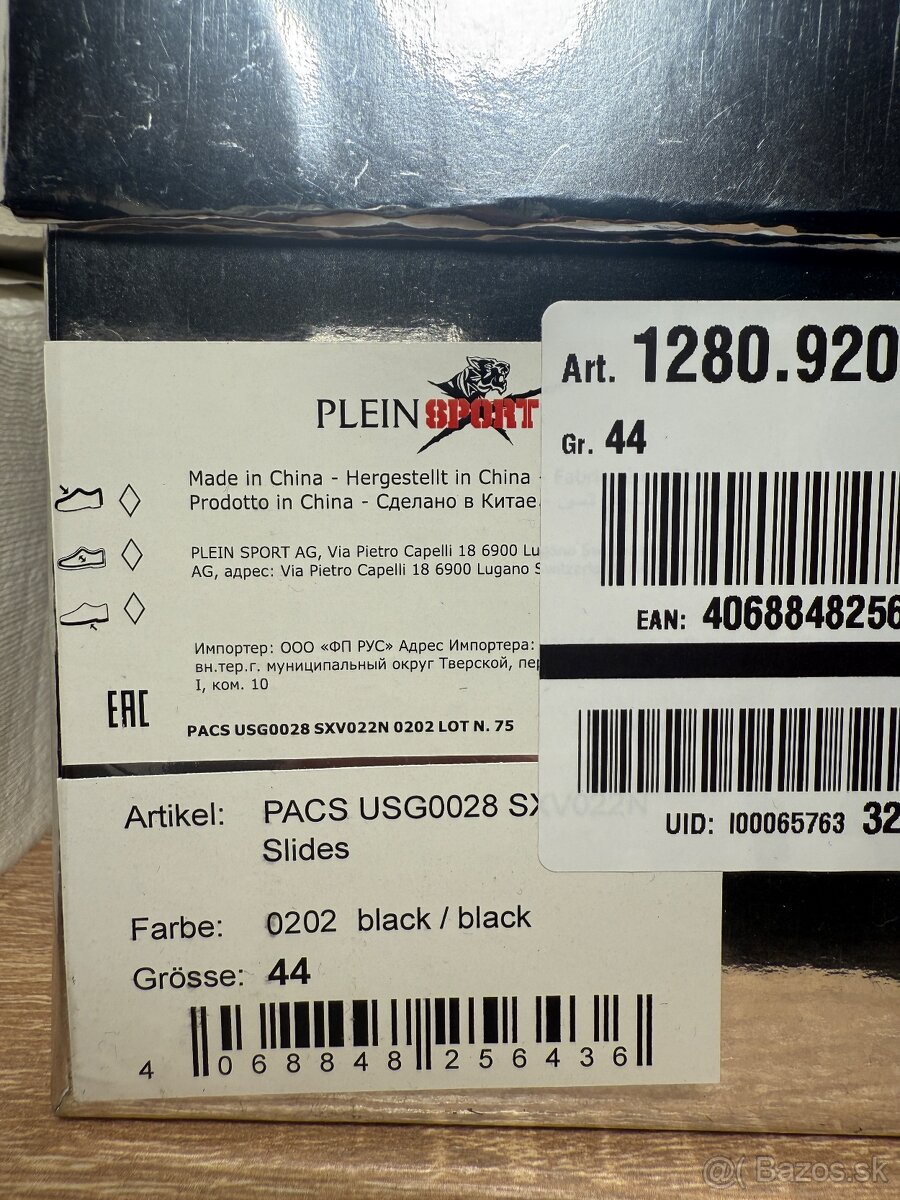 PLEIN SPORT
Made in China - Hergestellt in China -
Prodotto in China - Сделано в Китае
PLEIN SPORT AG, Via Pietro Capelli 18 6900 Lu
AG, адрес: Via Pietro Capelli 18 6900 Lugano S
Импортер: ООО «ФП РУС» Адрес Импортера:
вн.тер.г. муниципальный округ Тверской, пер
I, ком. 10
EAC
PACS USG0028 SXV022N 0202 LOT N. 75
Artikel: PACS USG0028 SXV022N
Slides
Farbe: 0202 black / black
Grösse: 44
4 068848 256436
Art. 1280.920
Gr. 44
EAN: 4068848256
UID: I00065763 32
@( Bazos.sk